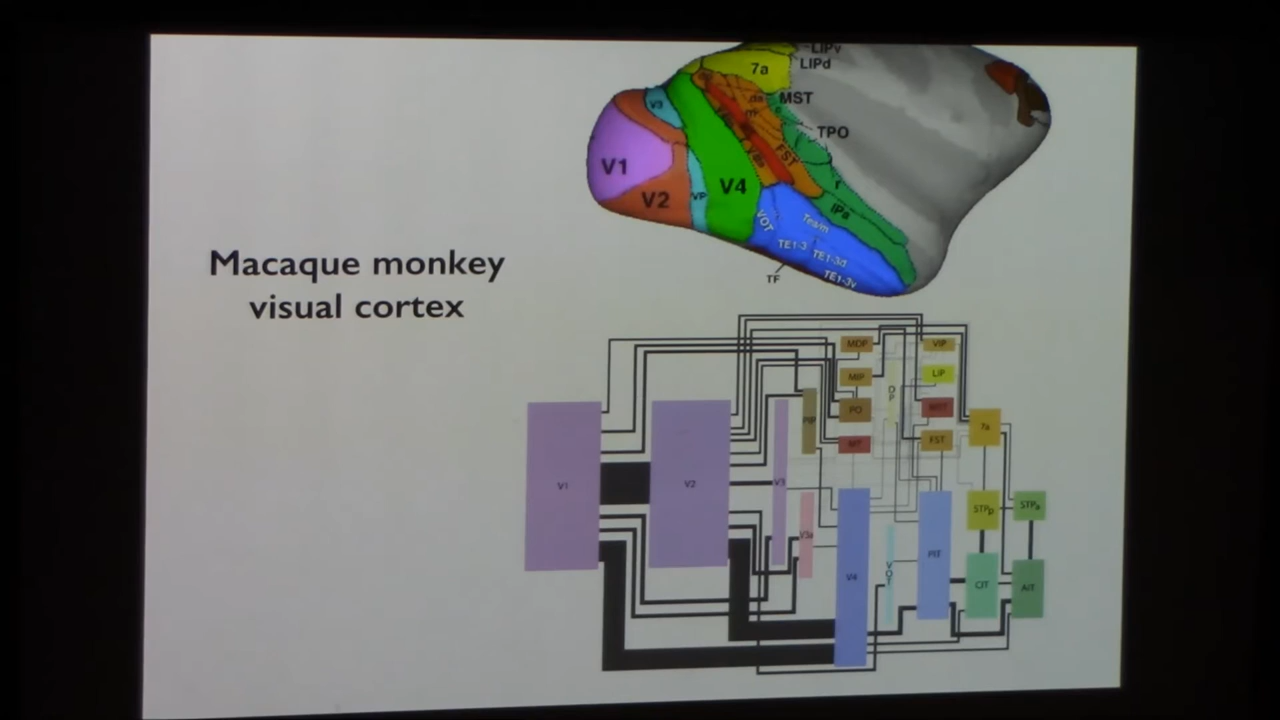 LIPv
LIPd
7a
MST
V3
TPO
V1
FST
V4
V2
VP
IPa
VOT
Macaque monkey
visual cortex
TE1-3
TE1-3d
TE1-3v
TF
MDP
VIP
MIP
LIP
DP
PO
MST
PIP
7a
MT
FST
V1
V2
V3
STPp
STPa
V3a
PIT
V4
VOT
CIT
AIT